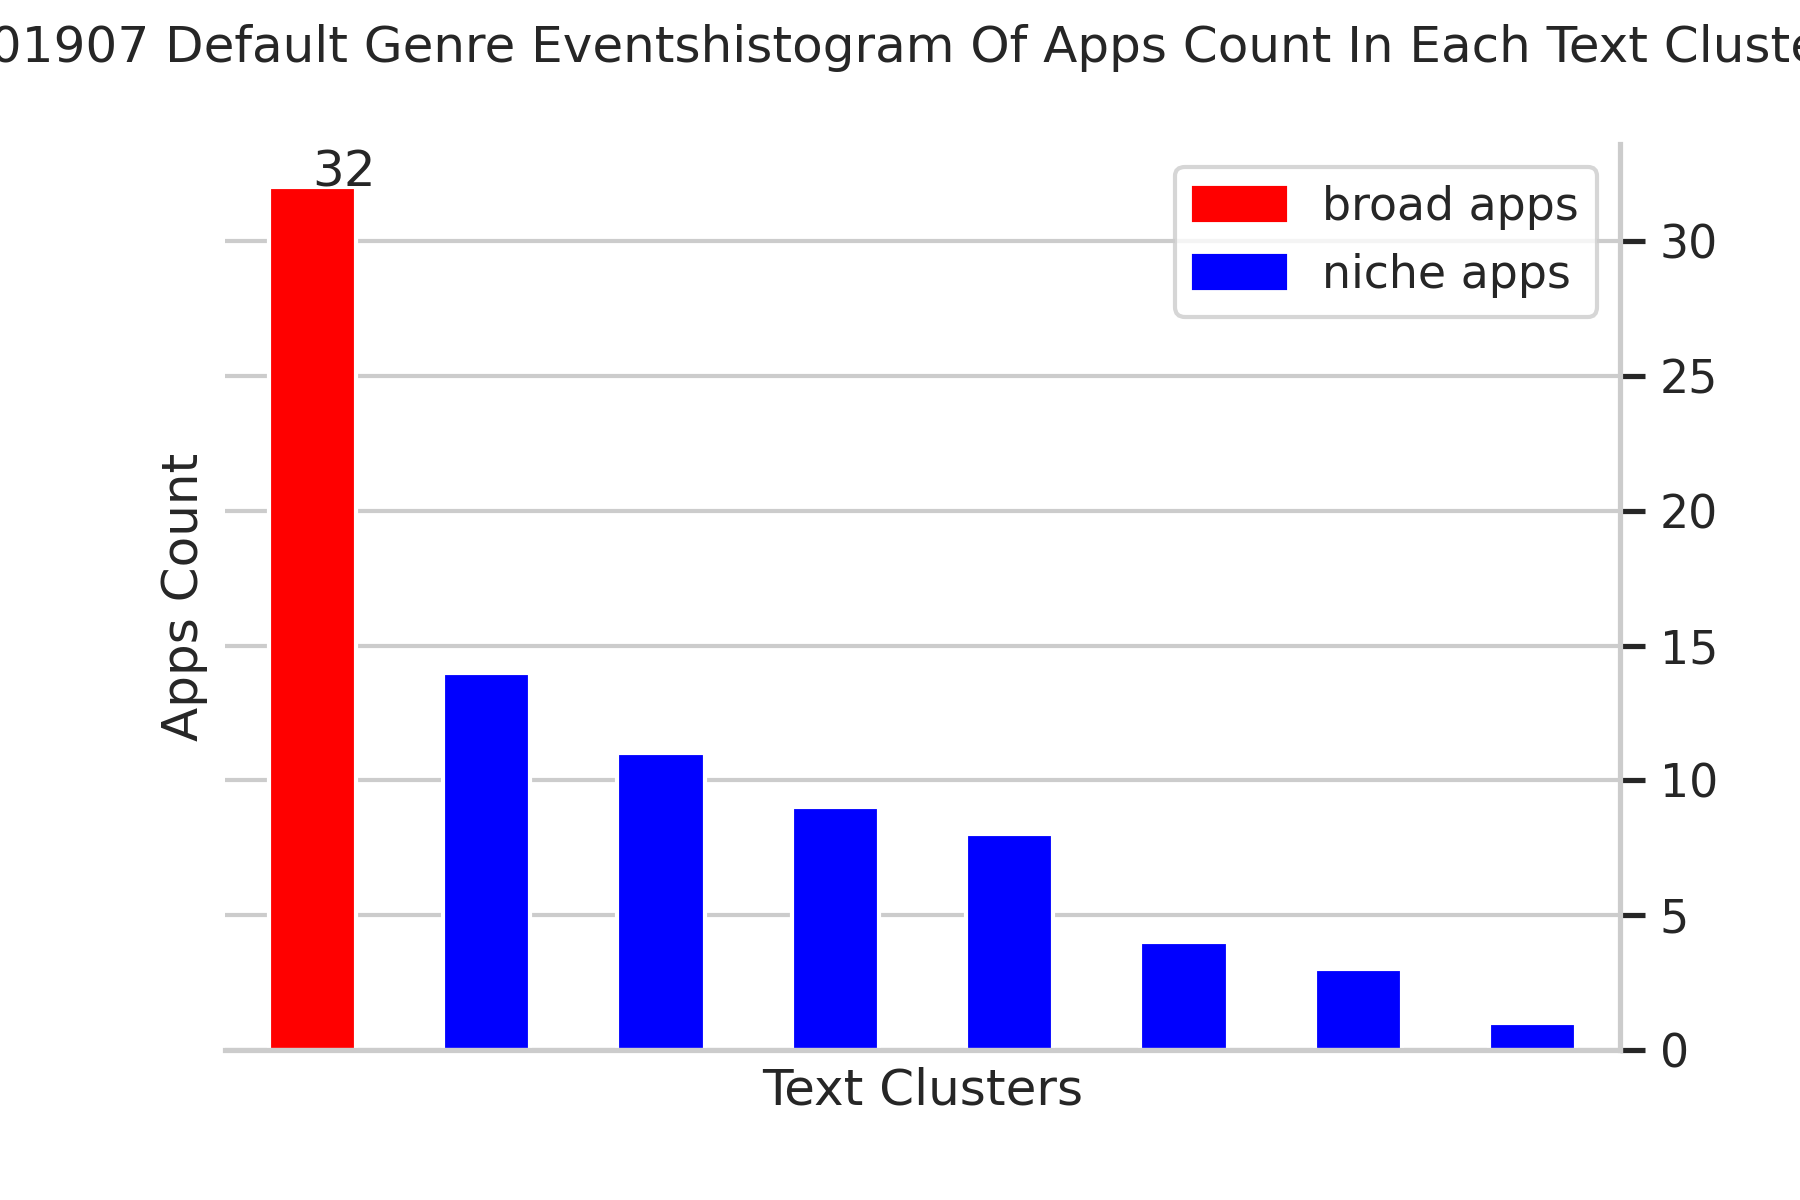 01907 Default Genre Eventshistogram Of Apps Count In Each Text Cluste
32
broad apps
niche apps
30
25
20
15
10
5
0
Apps Count
Text Clusters